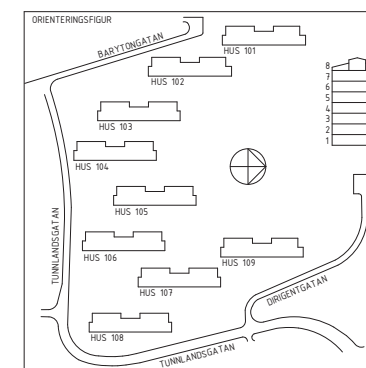 ORIENTERINGSFIGUR
BARYTONGATAN
HUS 101
HUS 102
8
7
6
5
4
3
2
1
HUS 103
HUS 104
HUS 105
TUNNLANDSGATAN
HUS 106
HUS 109
HUS 107
DIRIGENTGATAN
HUS 108
TUNNLANDSGATAN